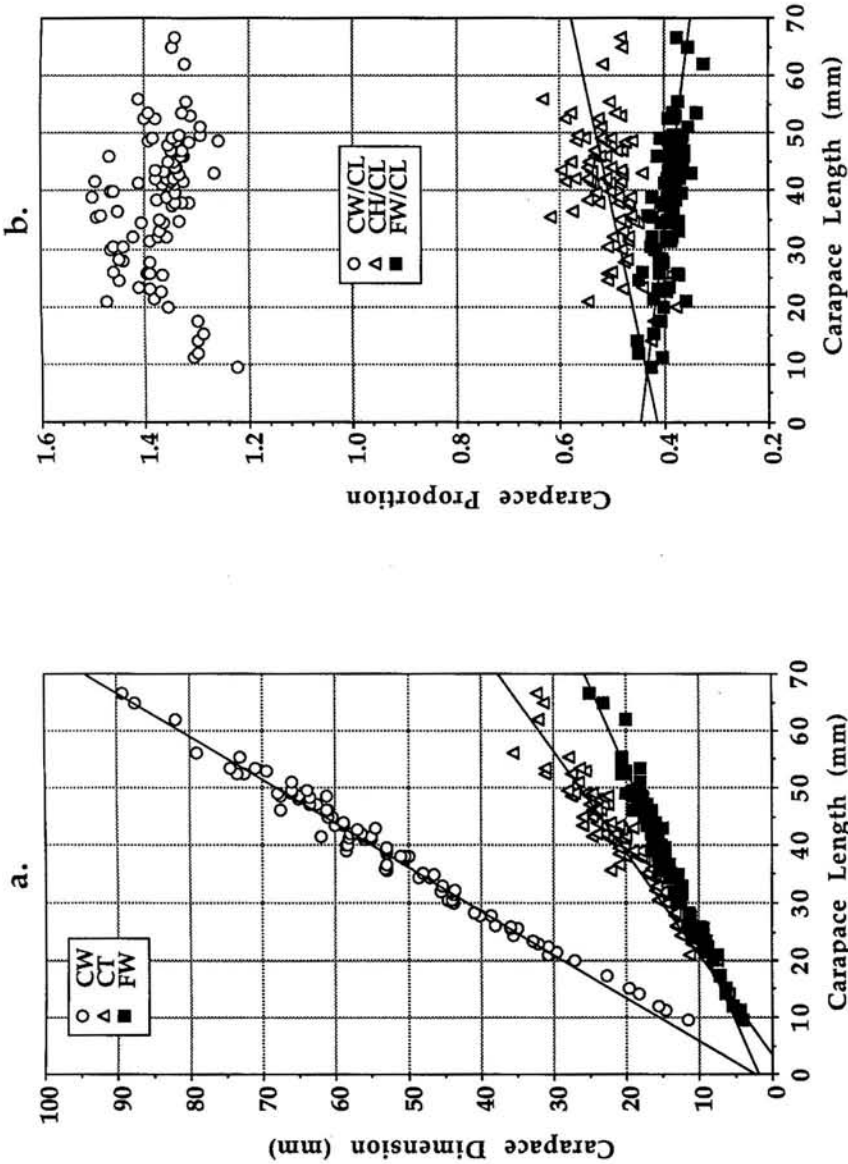 a.
Carapace Dimension (mm)
100
90
80
70
60
50
40
30
20
10
0
CW
CT
FW
0 10 20 30 40 50 60 70
Carapace Length (mm)
b.
Carapace Proportion
1.6
1.4
1.2
1.0
0.8
0.6
0.4
0.2
CW/CL
CH/CL
FW/CL
0 10 20 30 40 50 60 70
Carapace Length (mm)